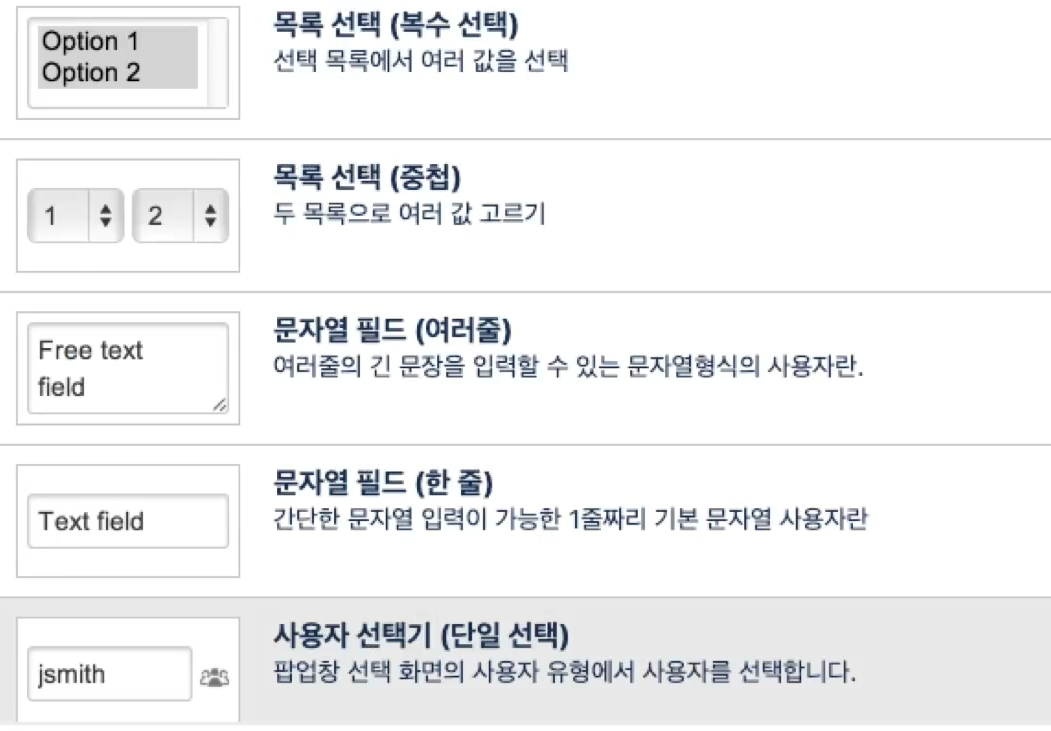 Option 1
Option 2
목록 선택 (복수 선택)
선택 목록에서 여러 값을 선택
1
2
목록 선택 (중첩)
두 목록으로 여러 값 고르기
Free text
field
문자열 필드 (여러줄)
여러줄의 긴 문장을 입력할 수 있는 문자열형식의 사용자란.
Text field
문자열 필드 (한 줄)
간단한 문자열 입력이 가능한 1줄짜리 기본 문자열 사용자란
jsmith
사용자 선택기 (단일 선택)
팝업창 선택 화면의 사용자 유형에서 사용자를 선택합니다.